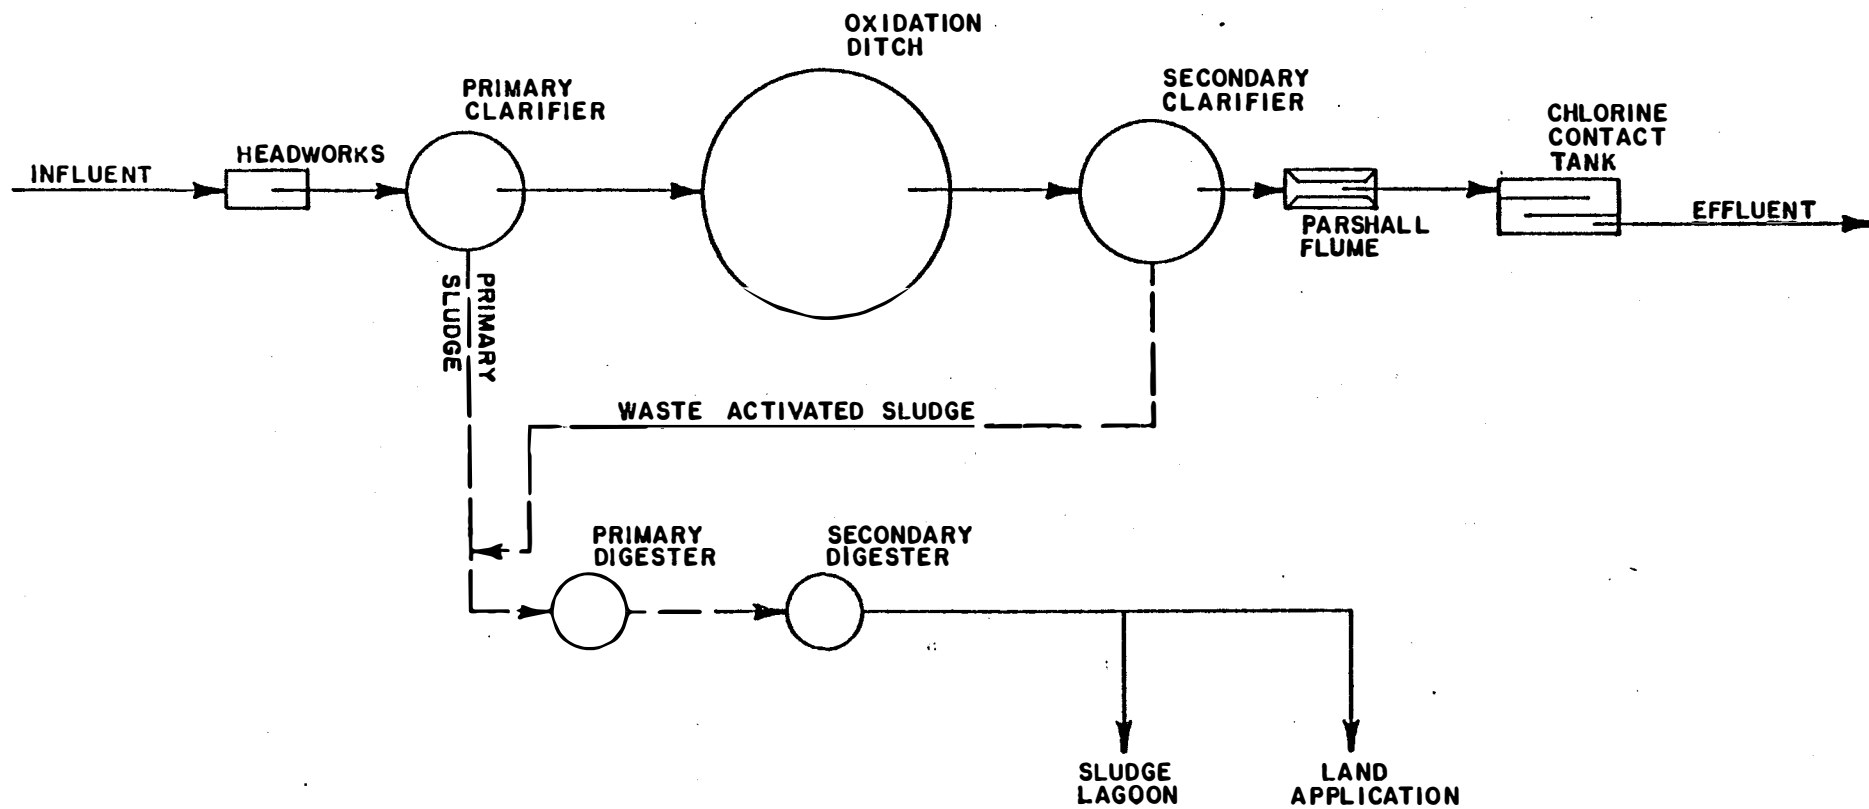 OXIDATION
DITCH
PRIMARY
CLARIFIER
SECONDARY
CLARIFIER
CHLORINE
CONTACT
TANK
HEADWORKS
INFLUENT
PARSHALL
FLUME
EFFLUENT
PRIMARY
SLUDGE
WASTE ACTIVATED SLUDGE
PRIMARY
DIGESTER
SECONDARY
DIGESTER
SLUDGE
LAGOON
LAND
APPLICATION